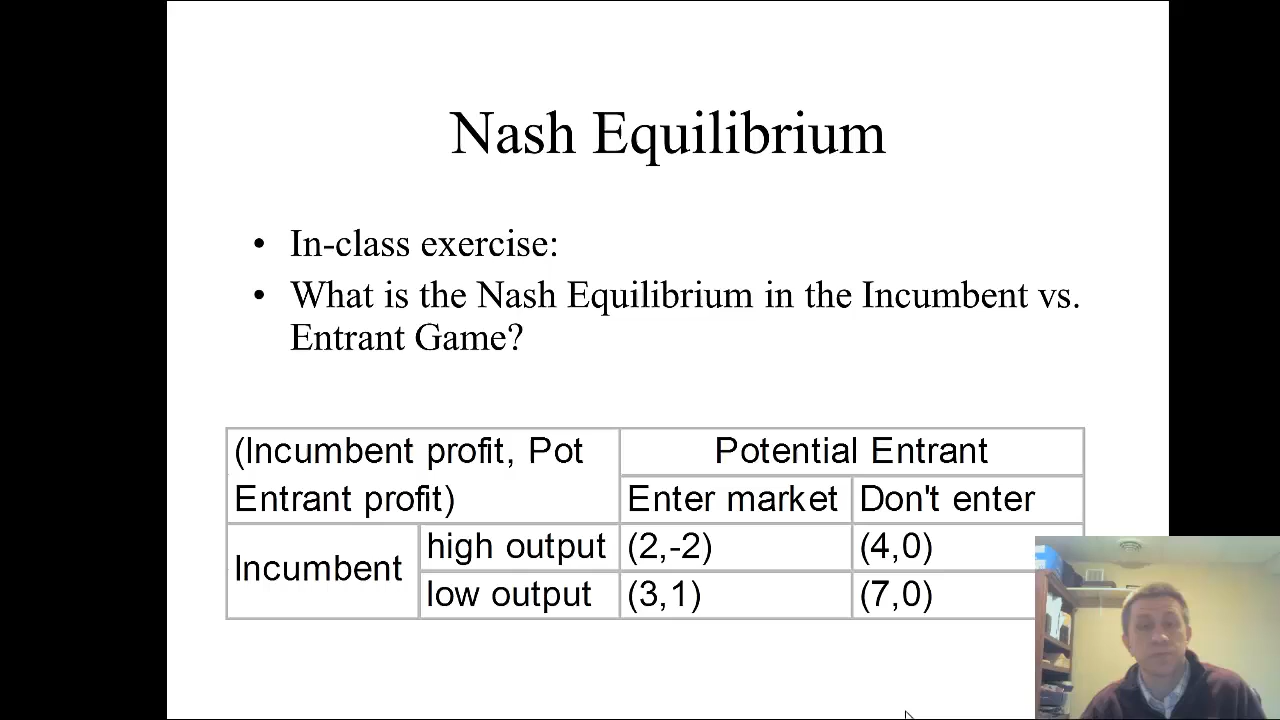 Nash Equilibrium
• In-class exercise:
• What is the Nash Equilibrium in the Incumbent vs.
Entrant Game?
(Incumbent profit, Pot
Entrant profit)
Potential Entrant
Enter market Don't enter
Incumbent
high output (2,-2) (4,0)
low output (3,1) (7,0)